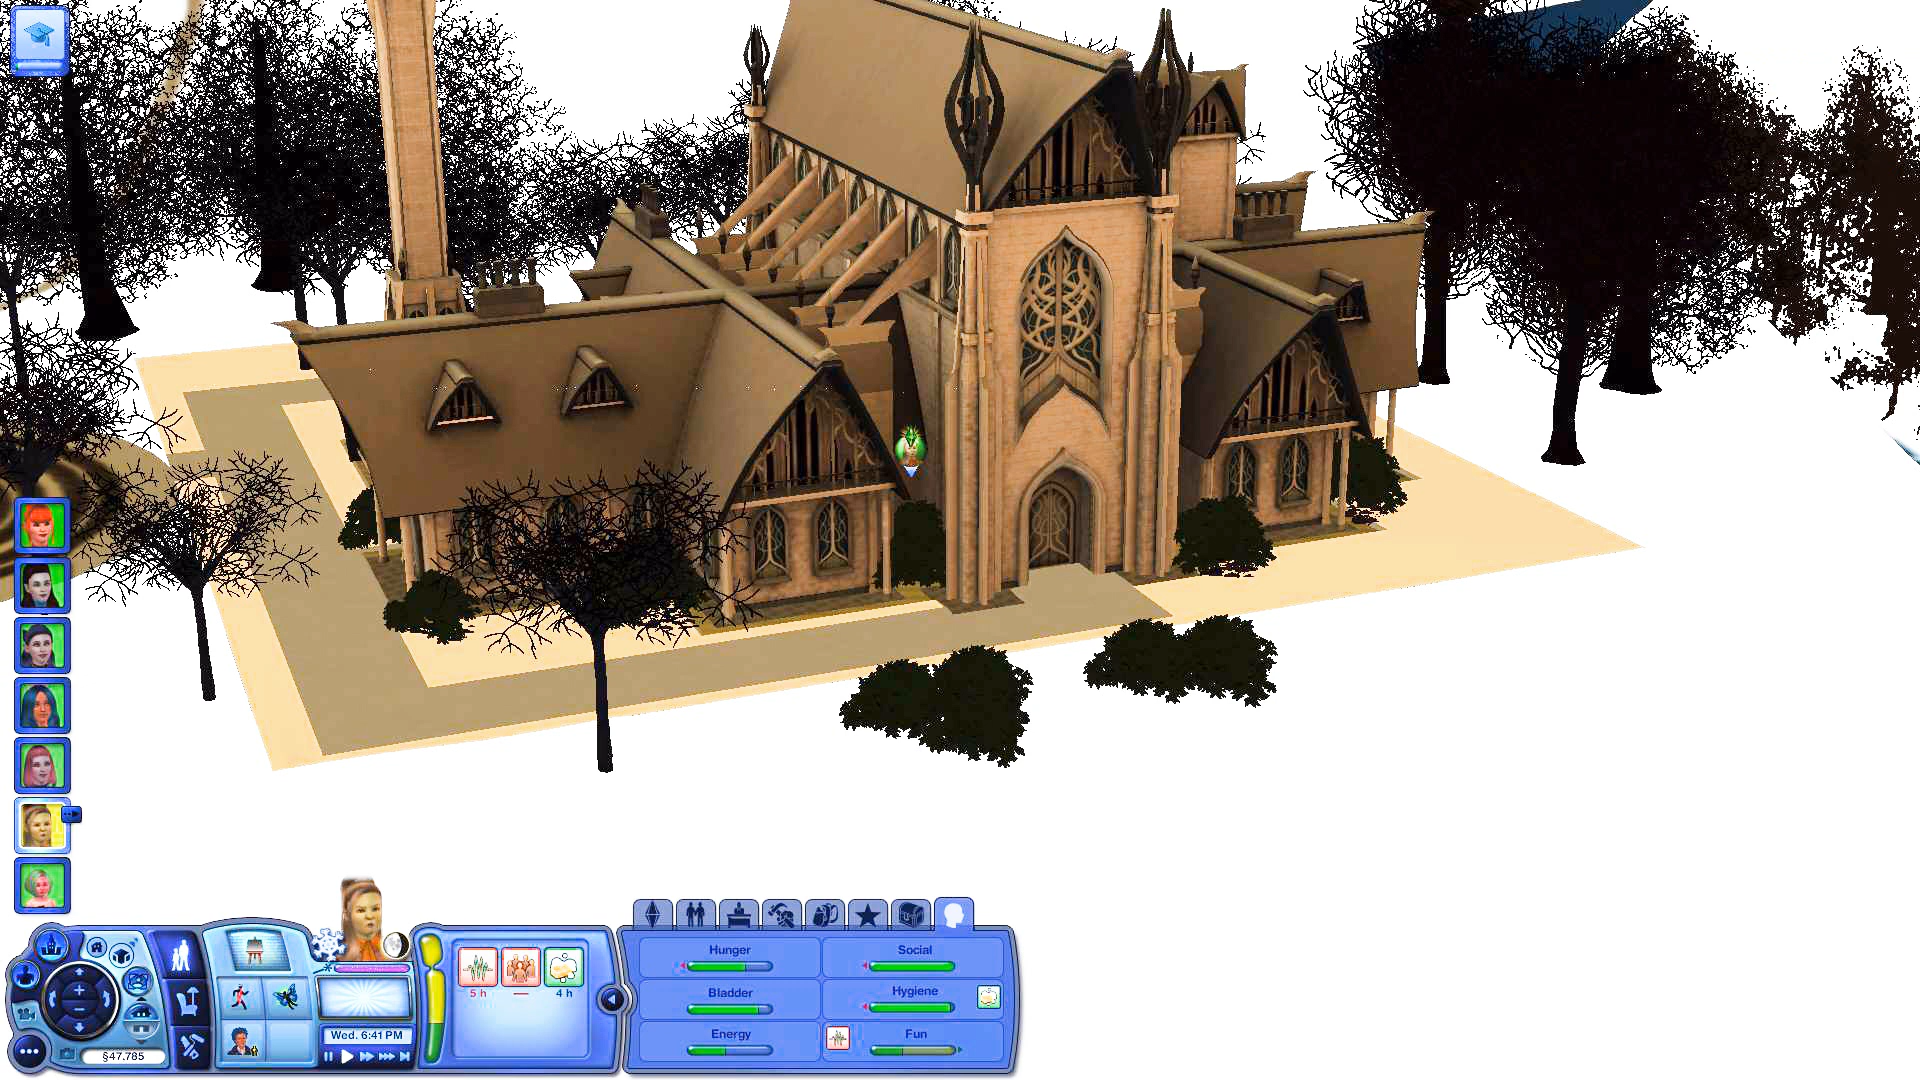 Hunger
Social
Bladder
Hygiene
Energy
Fun
5 h
4 h
Wed. 6:41 PM
§47.785